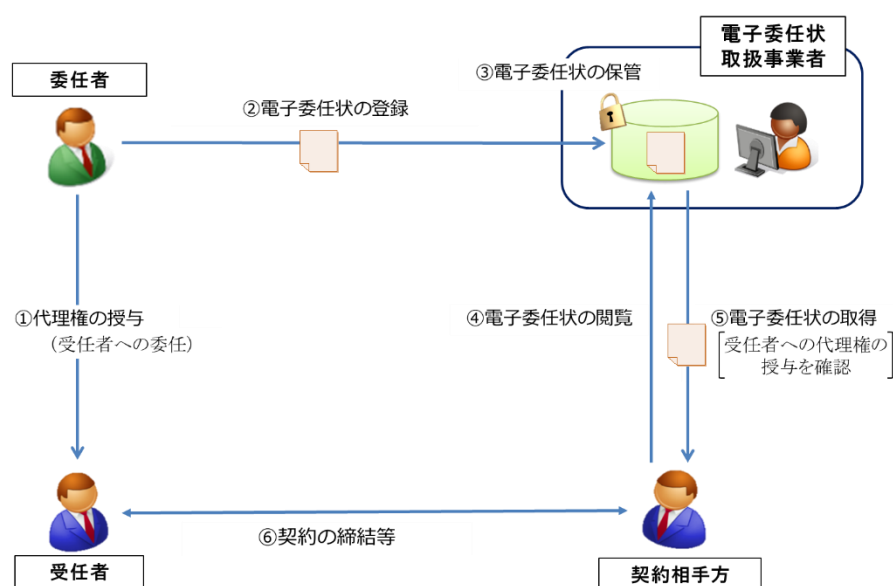 電子委任状
取扱事業者
委任者
③電子委任状の保管
②電子委任状の登録
①代理権の授与
（受任者への委任）
④電子委任状の閲覧
⑤電子委任状の取得
受任者への代理権の
授与を確認
⑥契約の締結等
受任者
契約相手方